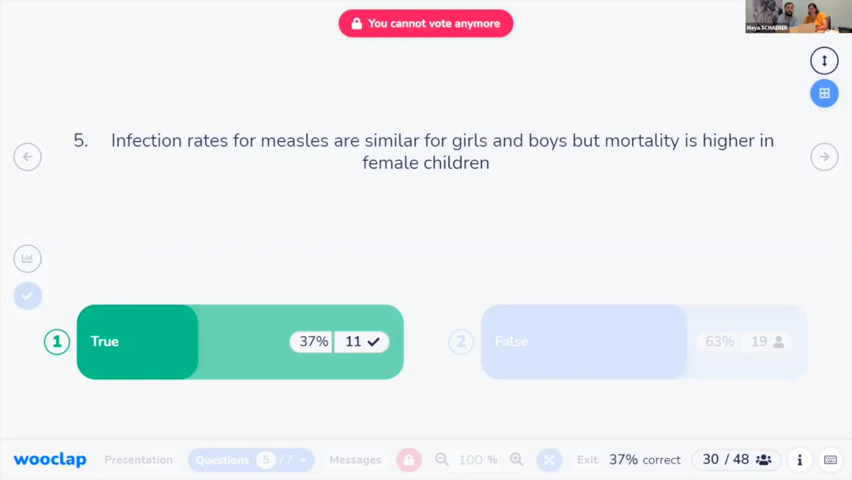 You cannot vote anymore
Maya SCHAERER
5. Infection rates for measles are similar for girls and boys but mortality is higher in
female children
1 True 37% 11
2 False 63% 19
wooclap Presentation Questions 5 / 7 Messages 100 % Exit 37% correct 30 / 48